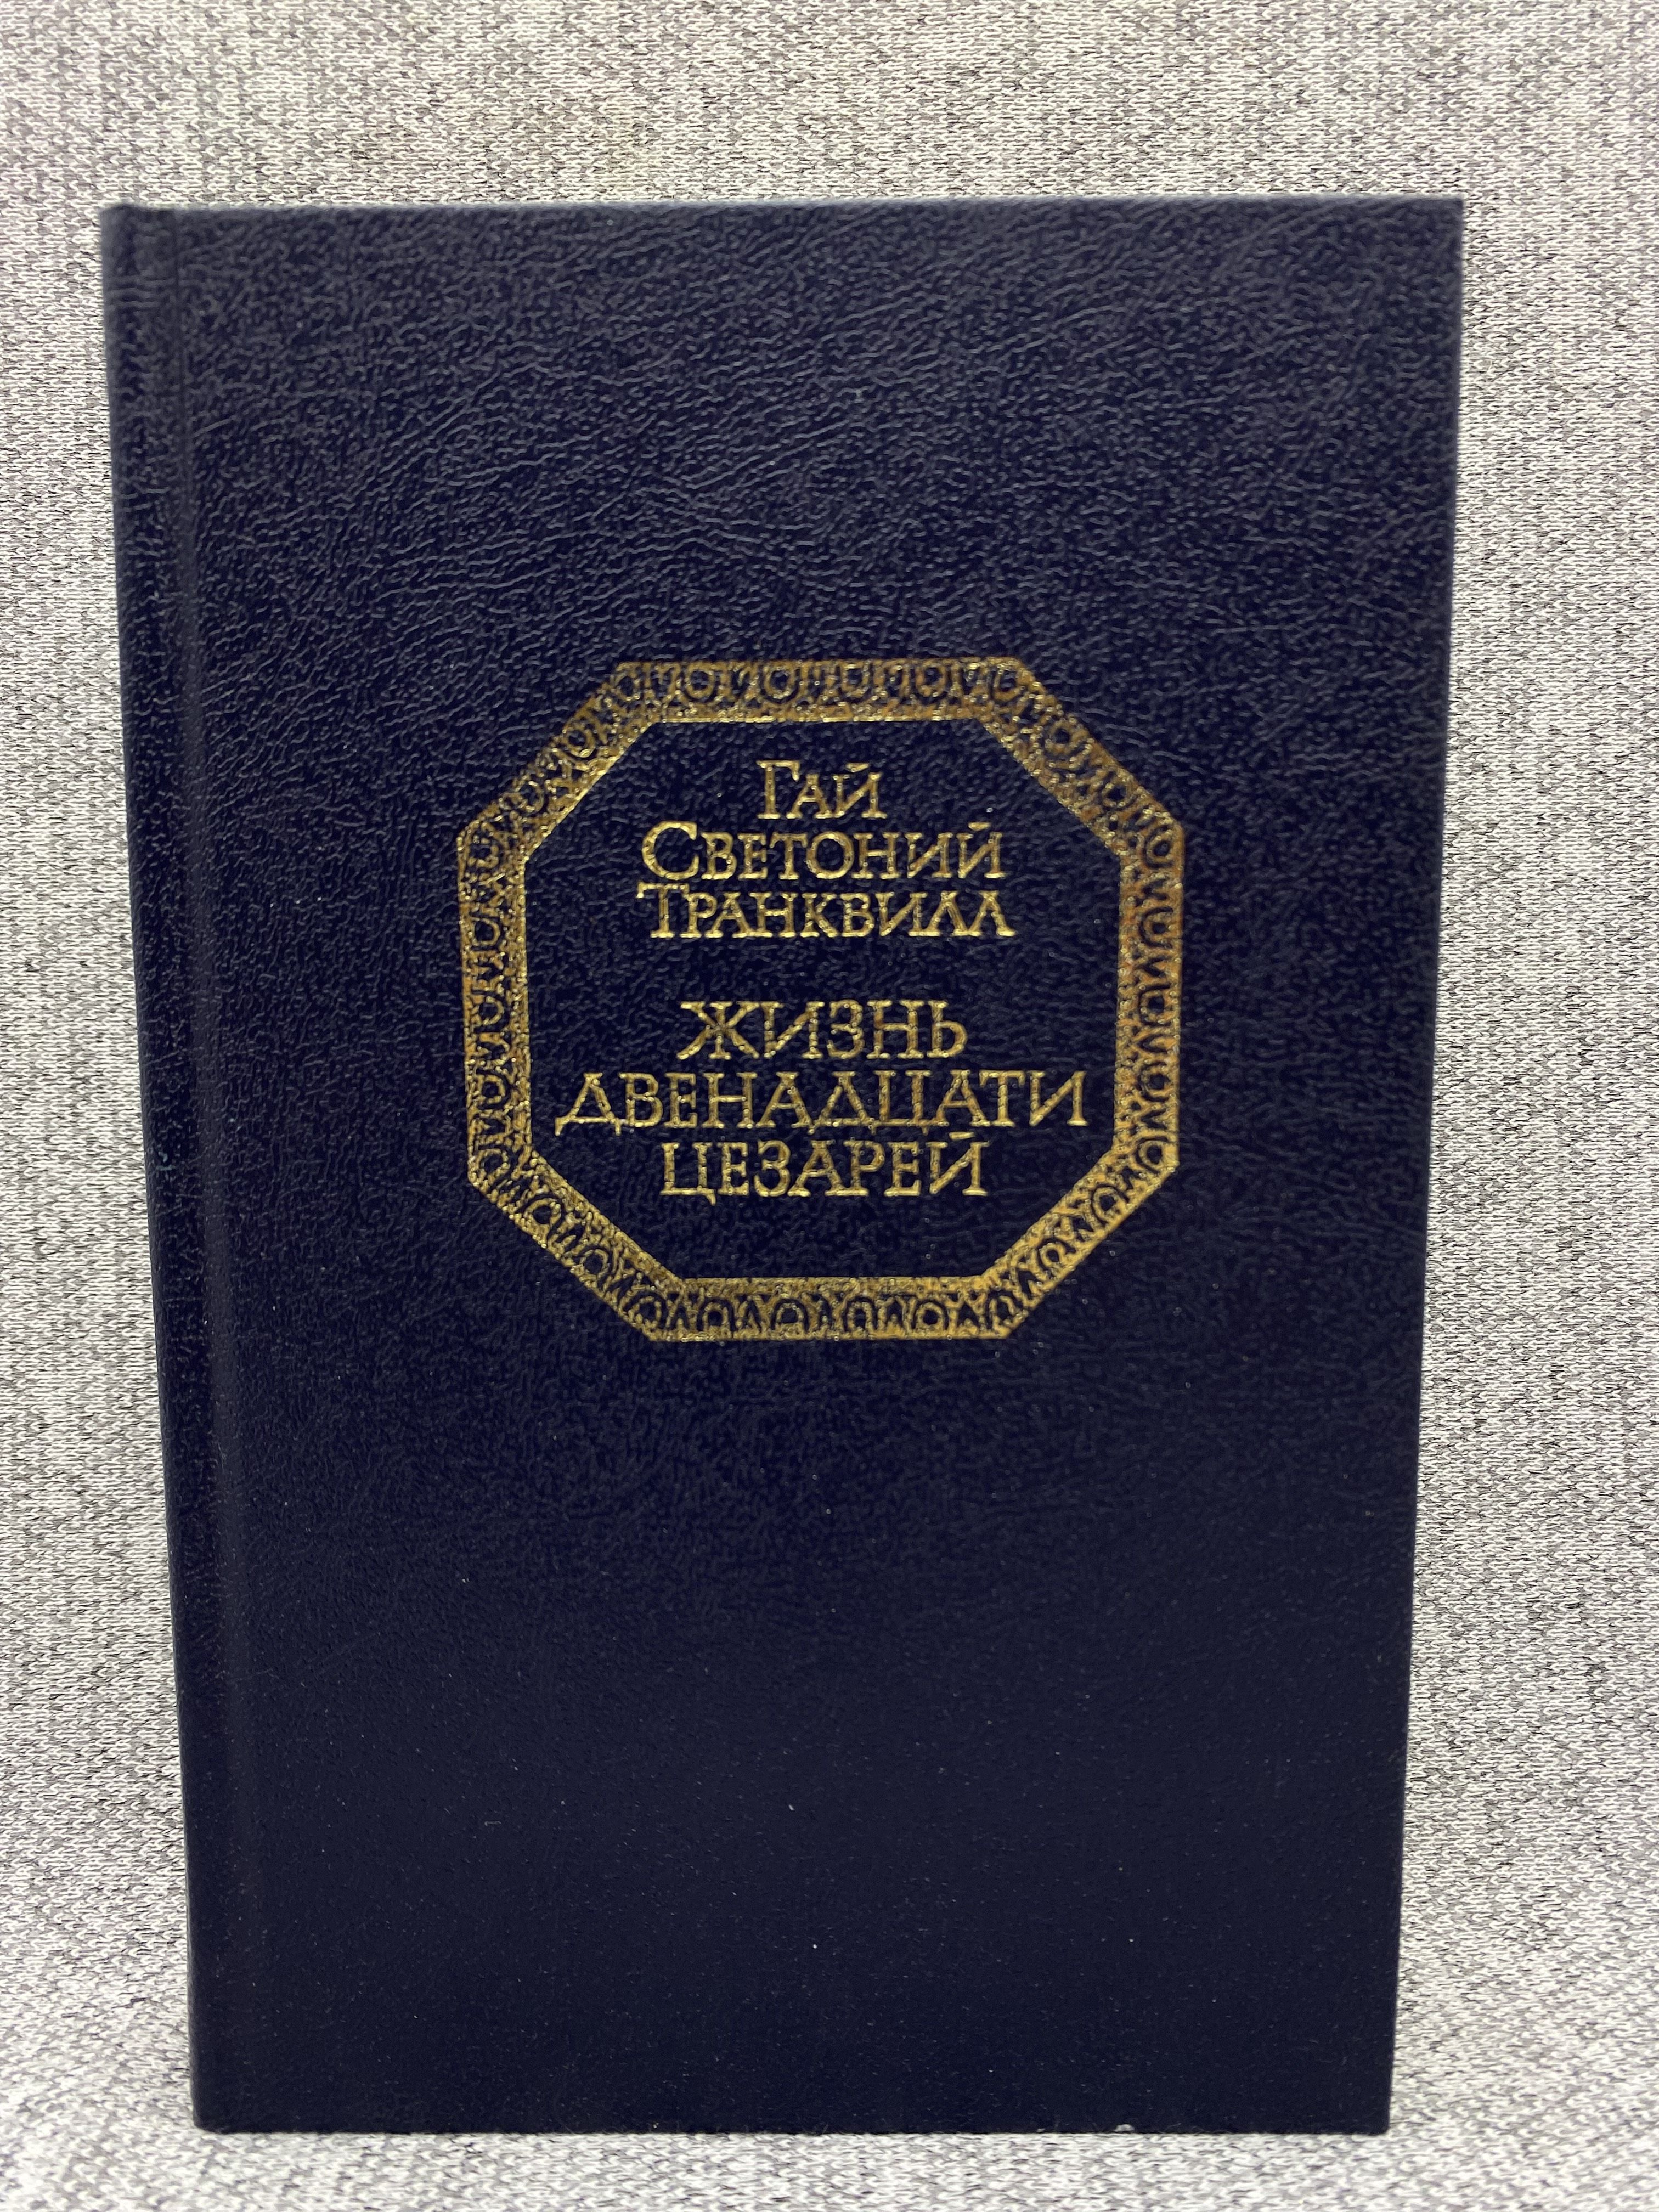 Гай
Светоний
Транквилл
ЖИЗНЬ
ДВЕНАДЦАТИ
ЦЕЗАРЕЙ